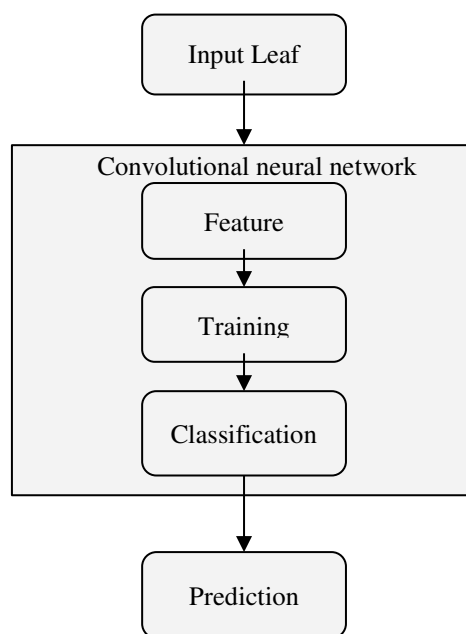 Input Leaf
Convolutional neural network
Feature
Training
Classification
Prediction